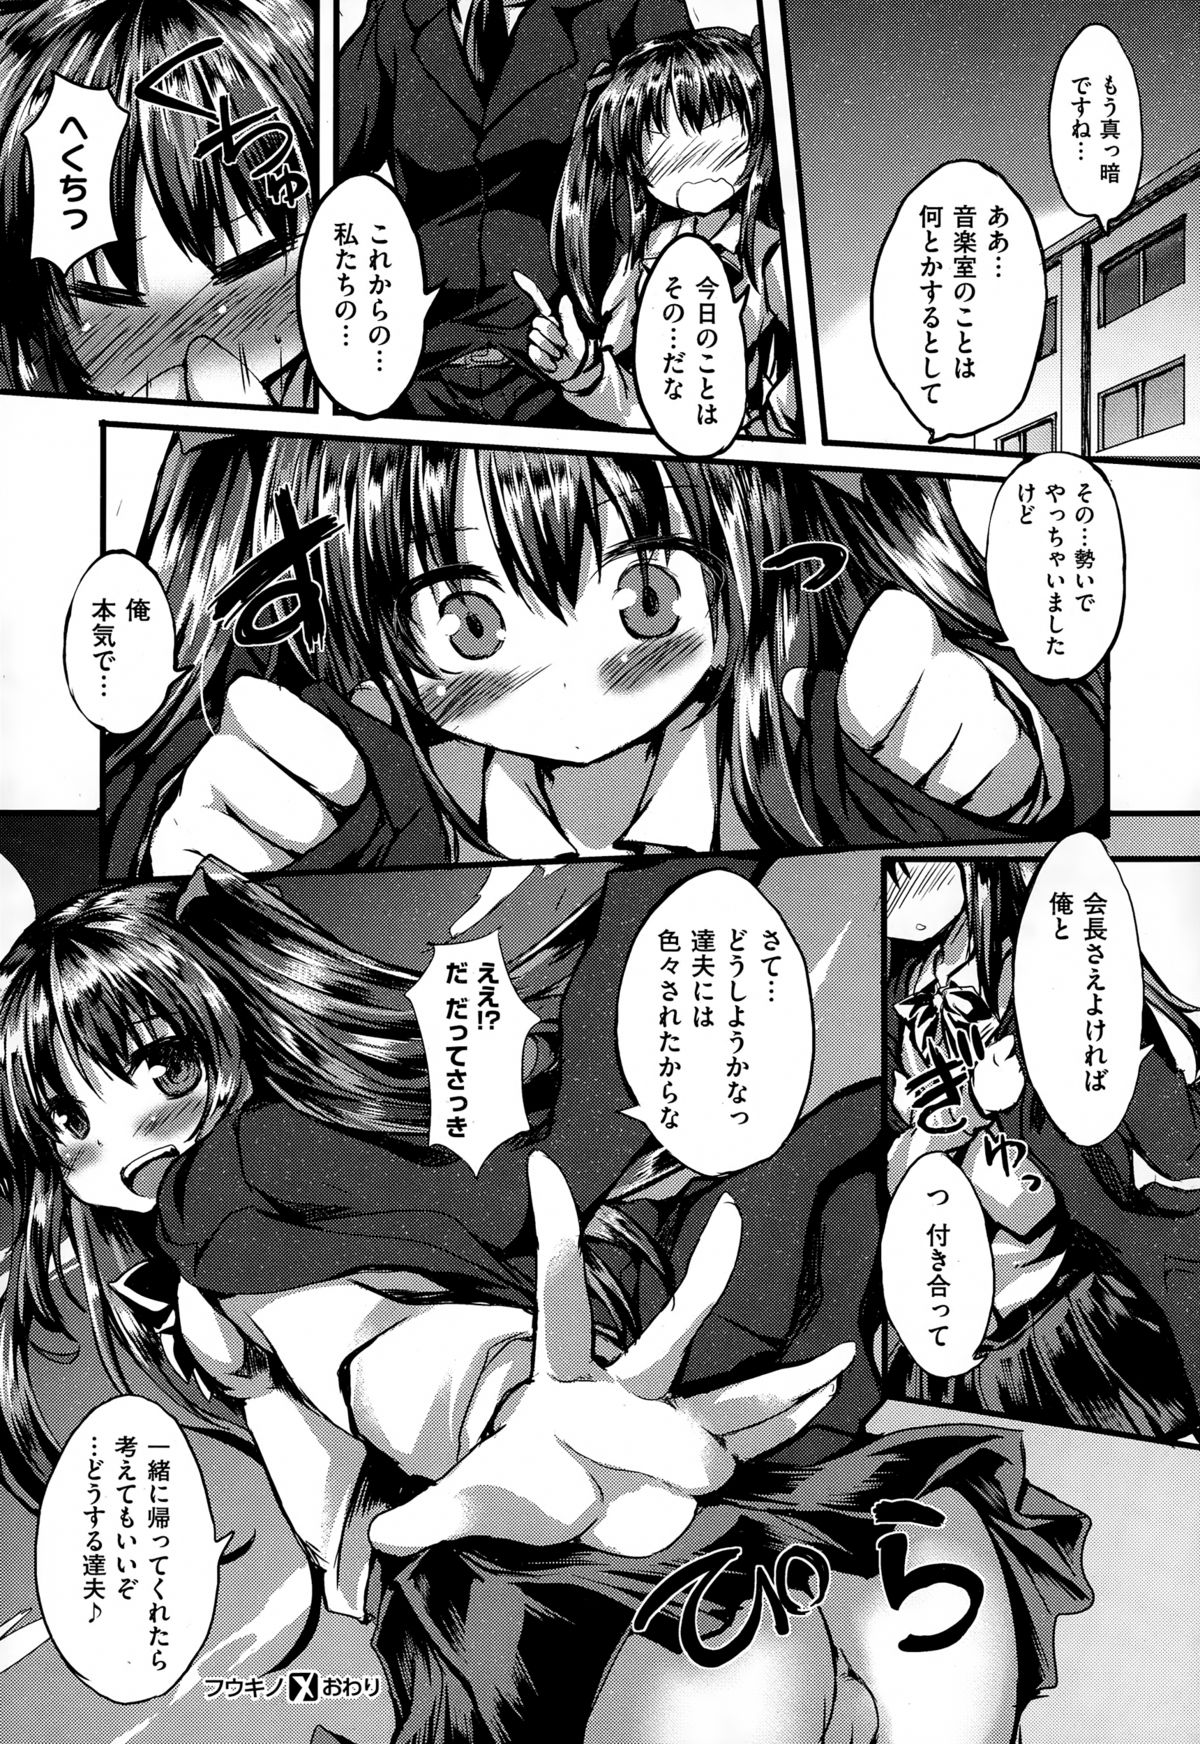 もう真っ暗
ですね…
ああ…
音楽室のことは
何とかするとして
今日のことは
その…だな
これからの…
私たちの…
くちゅ
へくちっ
その…勢いで
やっちゃいました
けど
っ
す
俺
本気で…
会長さえよければ
俺と
ぎ
ゅっ
つ 付き合って
さて…
どうしようかなっ
達夫には
色々されたからな
ええ!?
だ だってさっき
ぴら
一緒に帰ってくれたら
考えてもいいぞ
…どうする達夫♪
フウキノXおわり